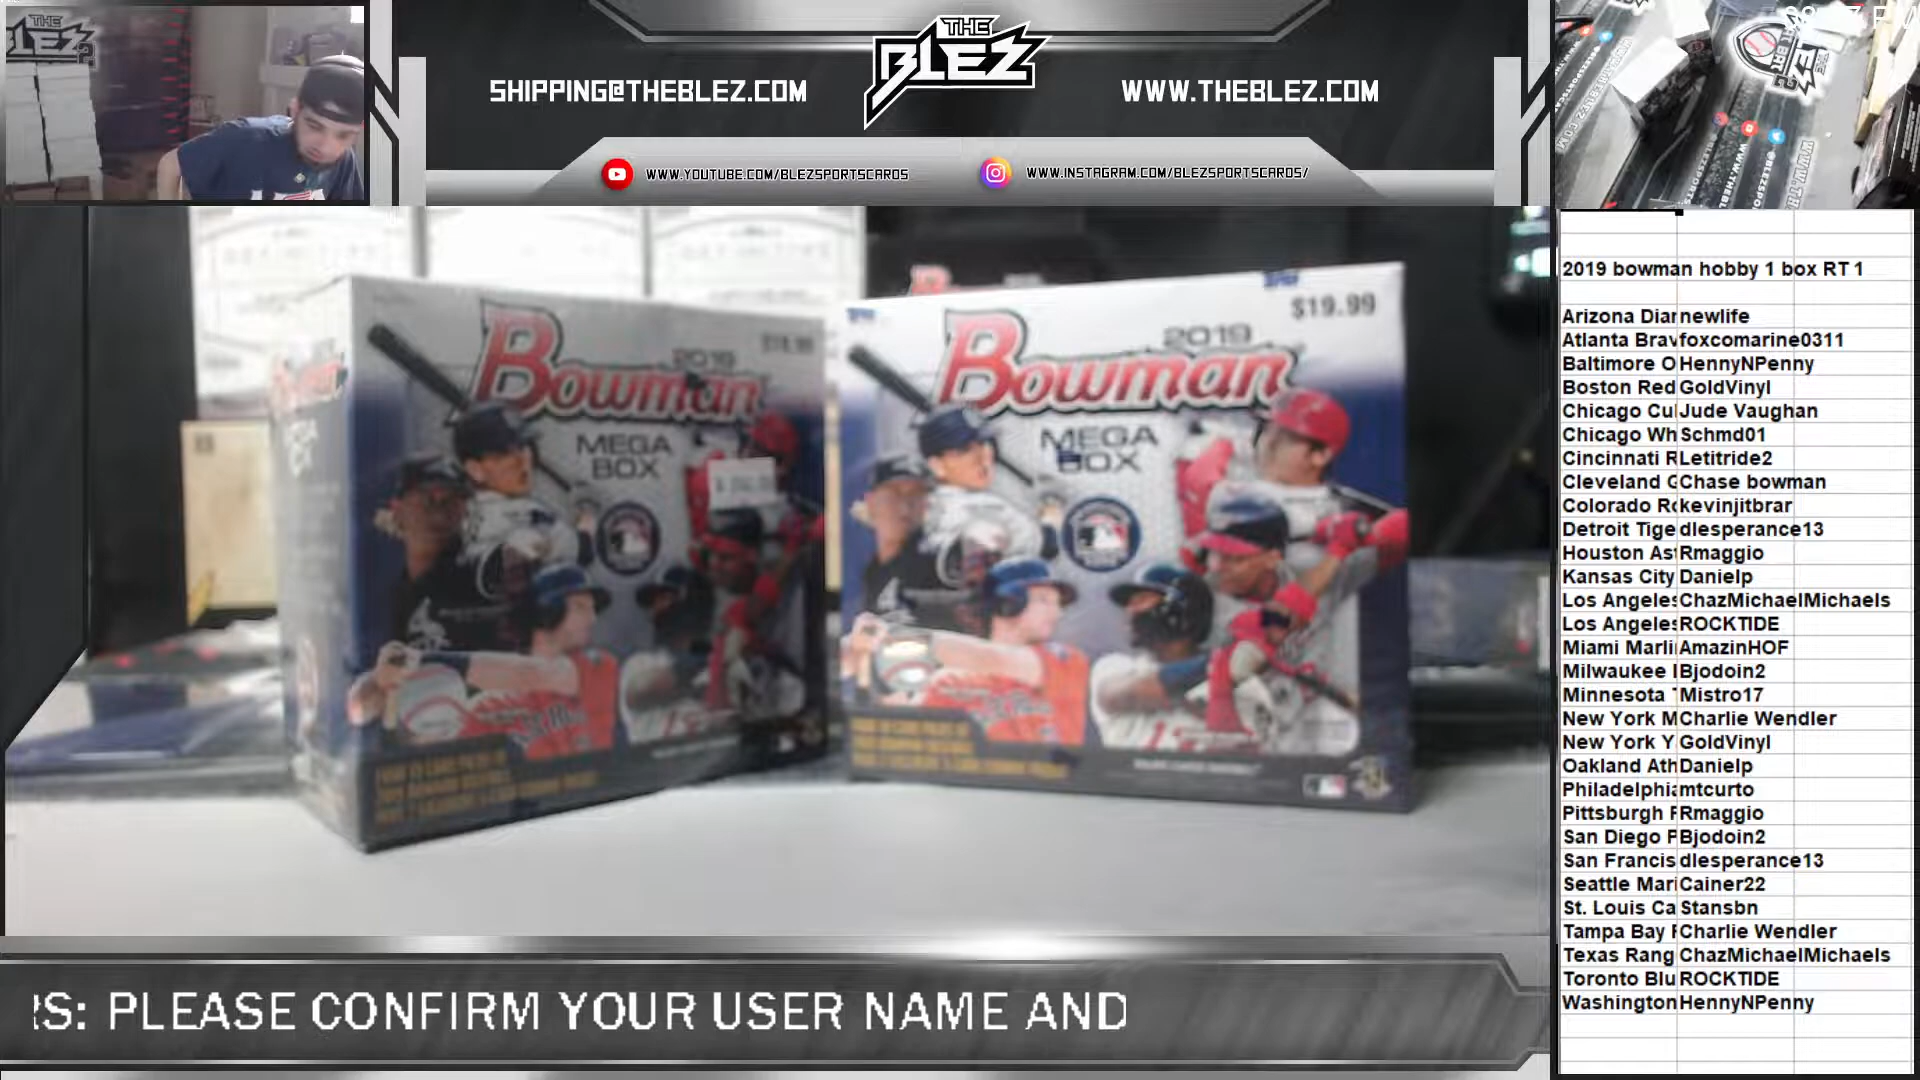 THE
BLEZ
SHIPPING@THEBLEZ.COM
WWW.THEBLEZ.COM
WWW.YOUTUBE.COM/BLEZSPORTSCARDS
WWW.INSTAGRAM.COM/BLEZSPORTSCARDS/
THE
BLEZ
Bowman
MEGA
BOX
$19.99
2019
Bowman
MEGA
BOX
2019 bowman hobby 1 box RT 1
Arizona Diar newlife
Atlanta Brav foxcomarine0311
Baltimore O HennyNPenny
Boston Red GoldVinyl
Chicago Cu Jude Vaughan
Chicago Wh Schmd01
Cincinnati R Letitride2
Cleveland Chase bowman
Colorado Ro kevinjitbrar
Detroit Tige dlesperance13
Houston Ast Rmaggio
Kansas City Danielp
Los Angeles ChazMichaelMichaels
Los Angeles ROCKTIDE
Miami Marli AmazinHOF
Milwaukee Bjodoin2
Minnesota Mistro17
New York M Charlie Wendler
New York Y GoldVinyl
Oakland Ath Danielp
Philadelphia mtcurto
Pittsburgh Rmaggio
San Diego P Bjodoin2
San Francis dlesperance13
Seattle Mari Cainer22
St. Louis Ca Stansbn
Tampa Bay Charlie Wendler
Texas Rang ChazMichaelMichaels
Toronto Blu ROCKTIDE
Washington HennyNPenny
S: PLEASE CONFIRM YOUR USER NAME AND